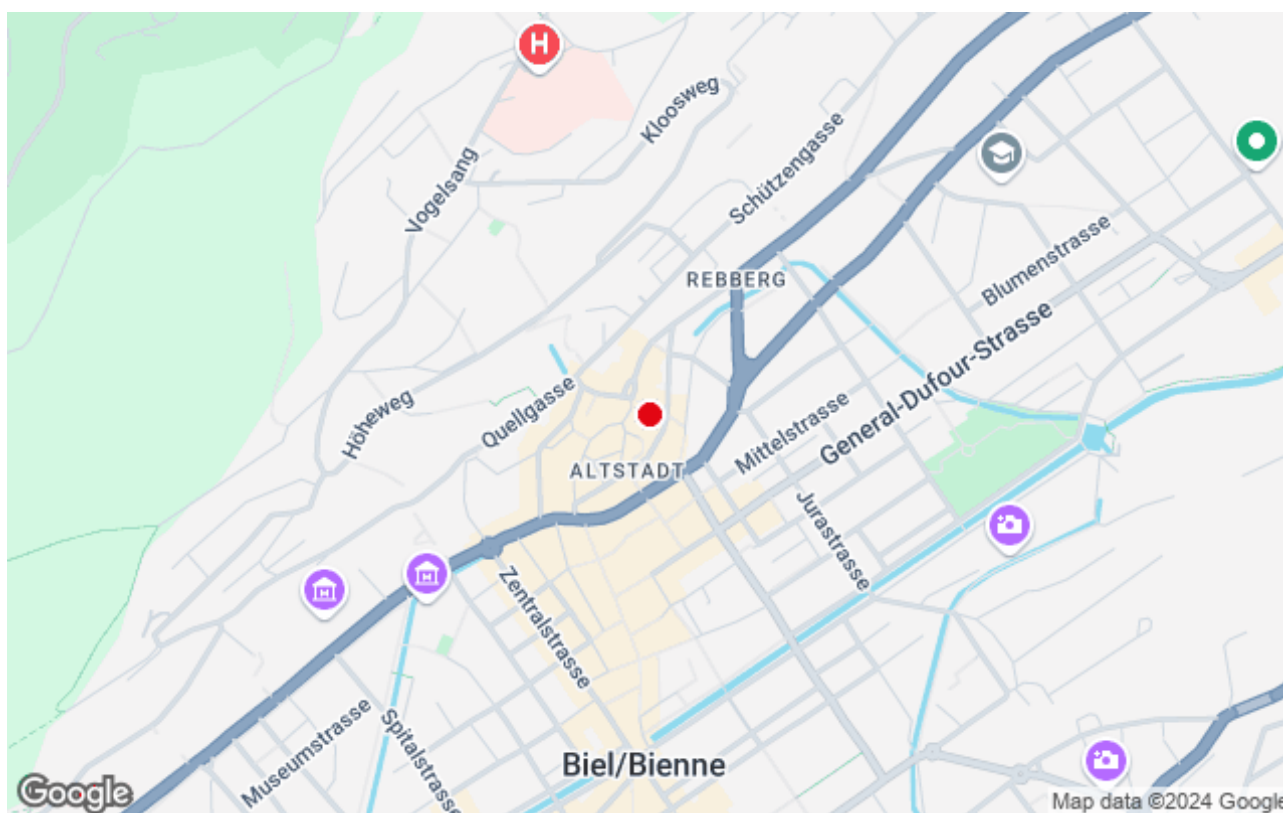 H
Kloosweg
Vogelsang
Schützengasse
REBBERG
Blumenstrasse
General-Dufour-Strasse
Höheweg
Quellgasse
Mittelstrasse
ALTSTADT
Jurastrasse
M
M
Zentralstrasse
Museumstrasse
Spitalstrasse
Biel/Bienne
Google
Map data ©2024 Google